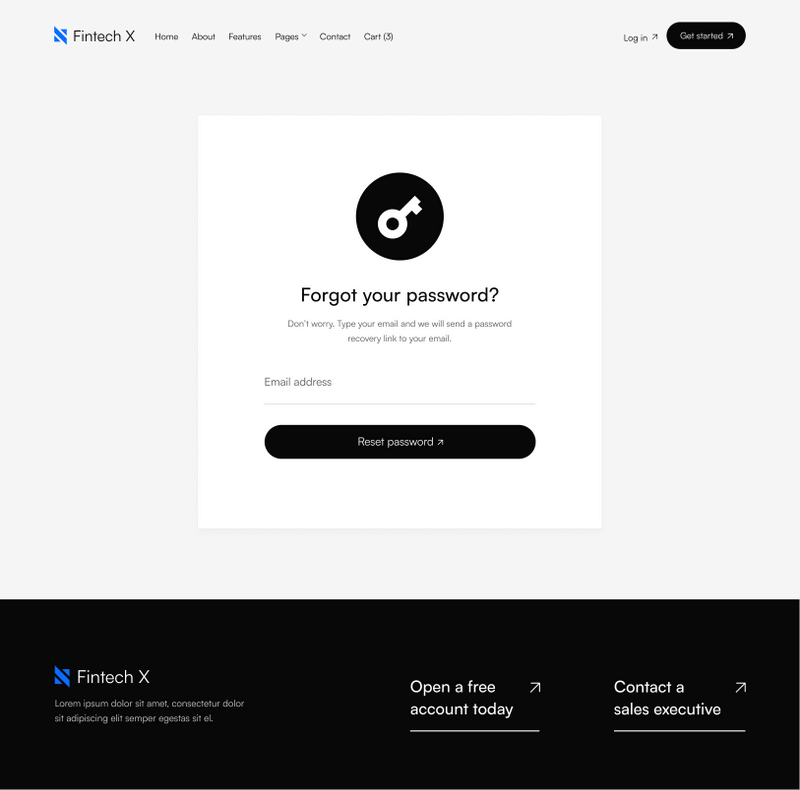 Fintech X
Home About Features Pages Contact Cart (3)
Log in
Get started
Forgot your password?
Don't worry. Type your email and we will send a password
recovery link to your email.
Email address
Reset password
Fintech X
Lorem ipsum dolor sit amet, consectetur dolor
sit adipiscing elit semper egestas sit el.
Open a free
account today
Contact a
sales executive